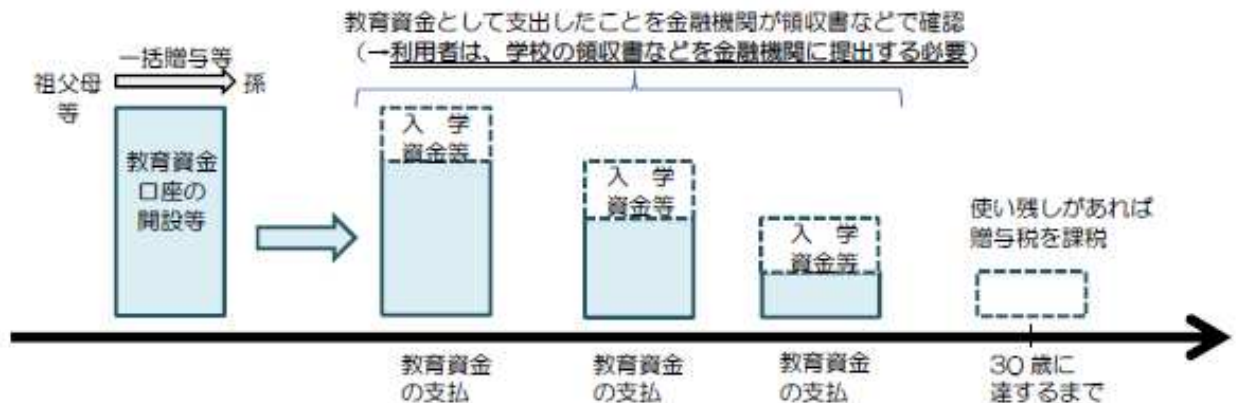 教育資金として支出したことを金融機関が領収書などで確認
(→利用者は、学校の領収書などを金融機関に提出する必要)
一括贈与等
祖父母
等
孫
教育資金
口座の
開設等
入 学
資金等
入 学
資金等
入 学
資金等
使い残しがあれば
贈与税を課税
教育資金
の支払
教育資金
の支払
教育資金
の支払
30 歳に
達するまで